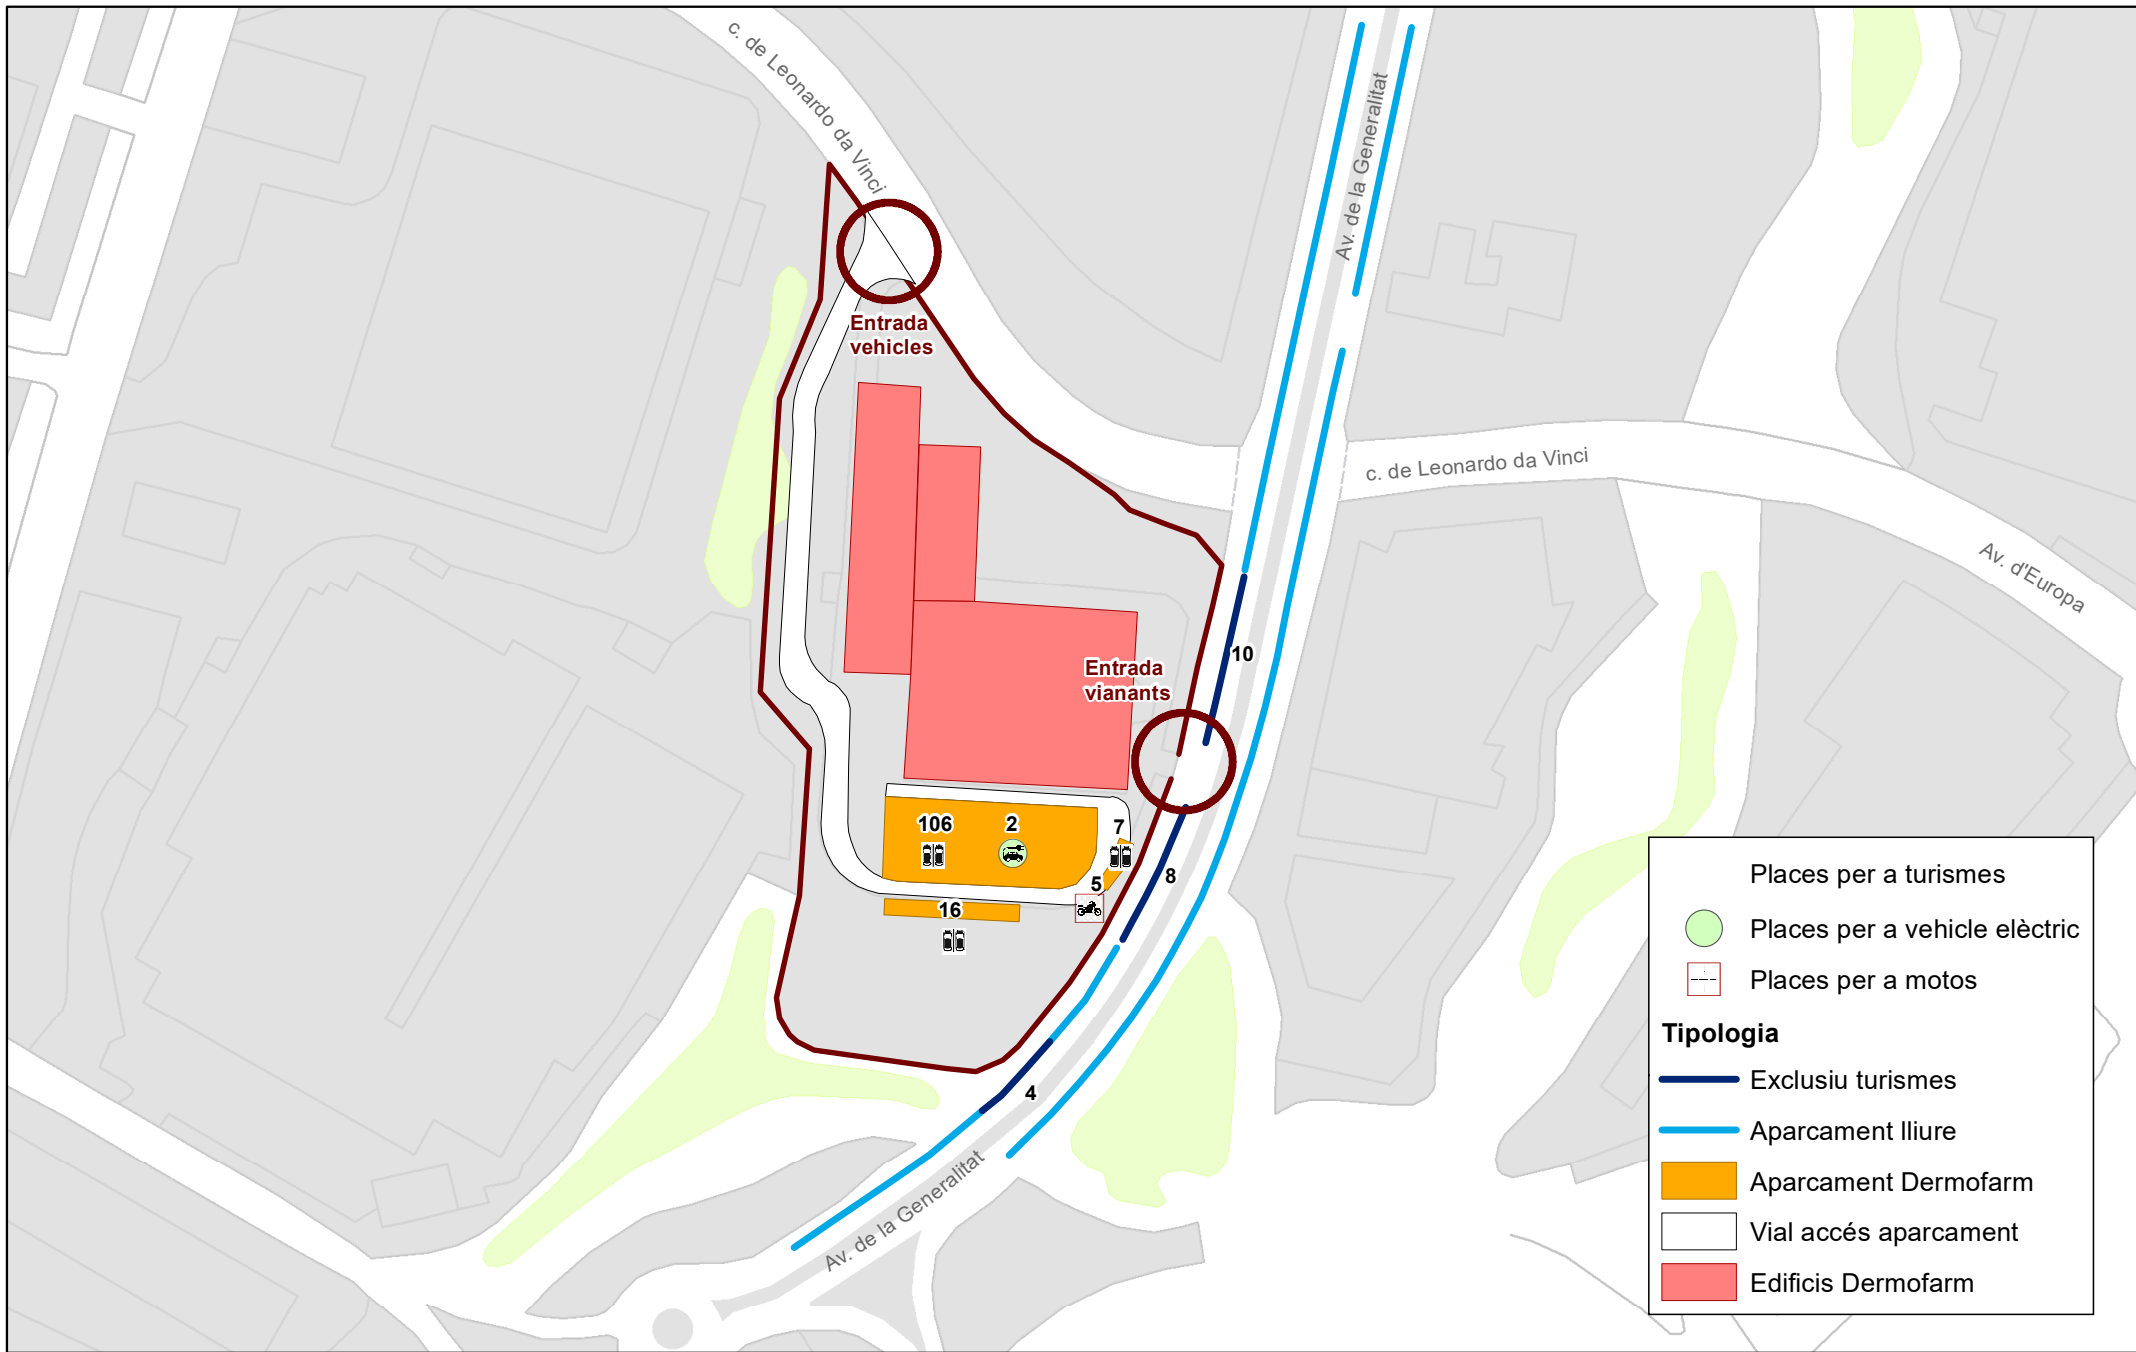 c. de Leonardo da Vinci
Av. de la Generalitat
Entrada
vehicles
c. de Leonardo da Vinci
Av. d'Europa
10
Entrada
vianants
106
2
7
8
5
16
4
Av. de la Generalitat
Places per a turismes
Places per a vehicle elèctric
Places per a motos
Tipologia
Exclusiu turismes
Aparcament lliure
Aparcament Dermofarm
Vial accés aparcament
Edificis Dermofarm